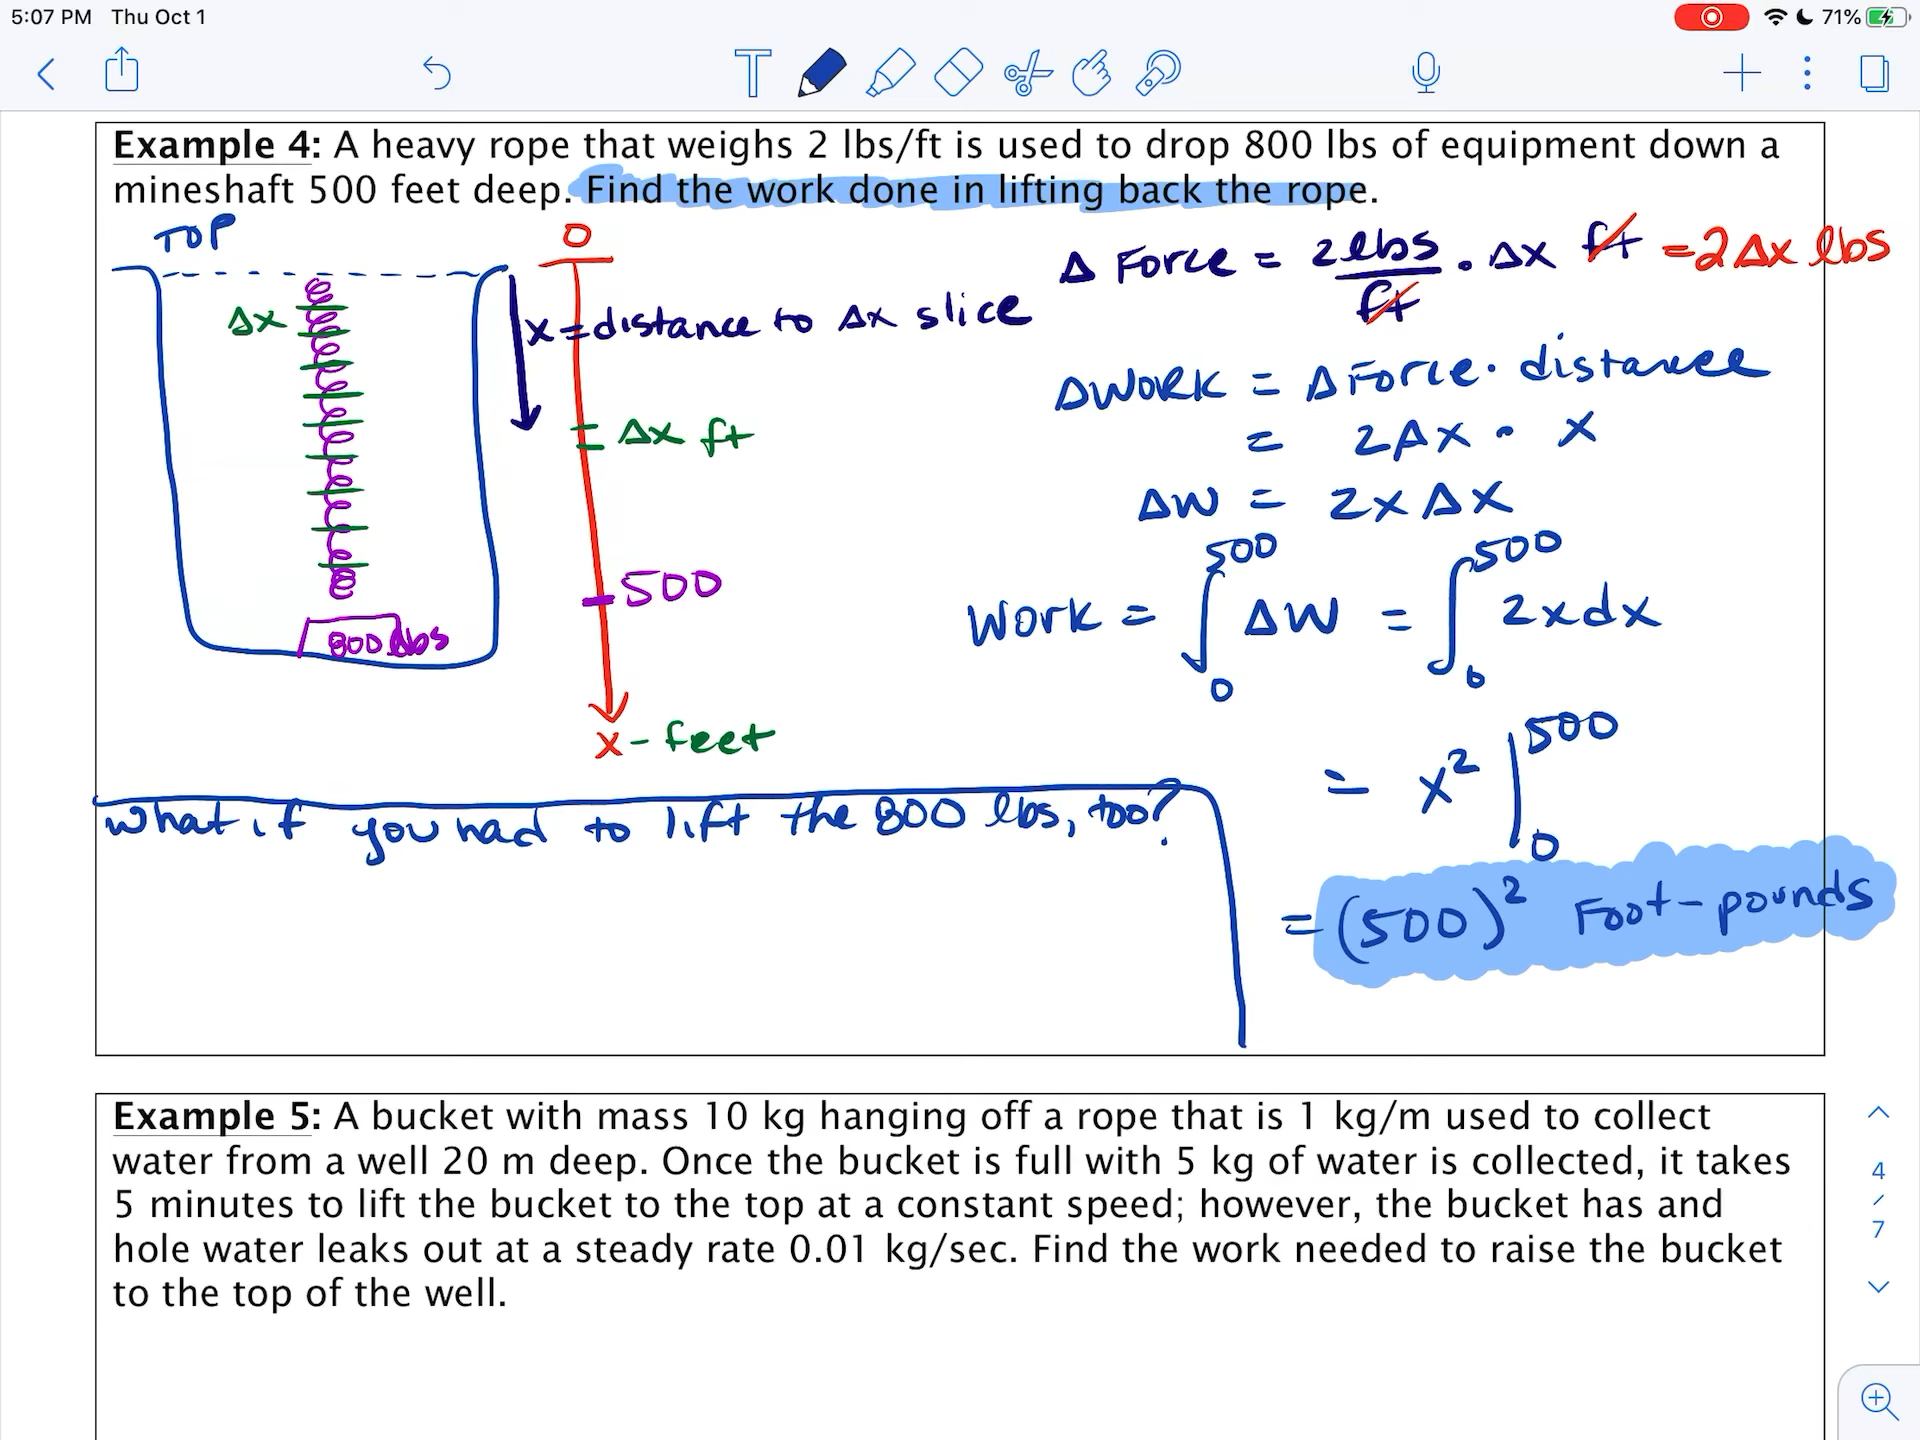 5:07 PM Thu Oct 1
71%
T
Example 4: A heavy rope that weighs 2 lbs/ft is used to drop 800 lbs of equipment down a
mineshaft 500 feet deep. Find the work done in lifting back the rope.
TOP
0
Δx
x = distance to Δx slice
= Δx ft
500
800 lbs
x - feet
Δ Force = 2 lbs/ft · Δx ft = 2Δx lbs
ΔWork = ΔForce · distance
= 2Δx · x
ΔW = 2xΔx
Work = ∫₀⁵⁰⁰ ΔW = ∫₀⁵⁰⁰ 2xdx
= x² |₀⁵⁰⁰
= (500)² Foot-pounds
What if you had to lift the 800 lbs, too?
Example 5: A bucket with mass 10 kg hanging off a rope that is 1 kg/m used to collect
water from a well 20 m deep. Once the bucket is full with 5 kg of water is collected, it takes
5 minutes to lift the bucket to the top at a constant speed; however, the bucket has and
hole water leaks out at a steady rate 0.01 kg/sec. Find the work needed to raise the bucket
to the top of the well.
4
/
7